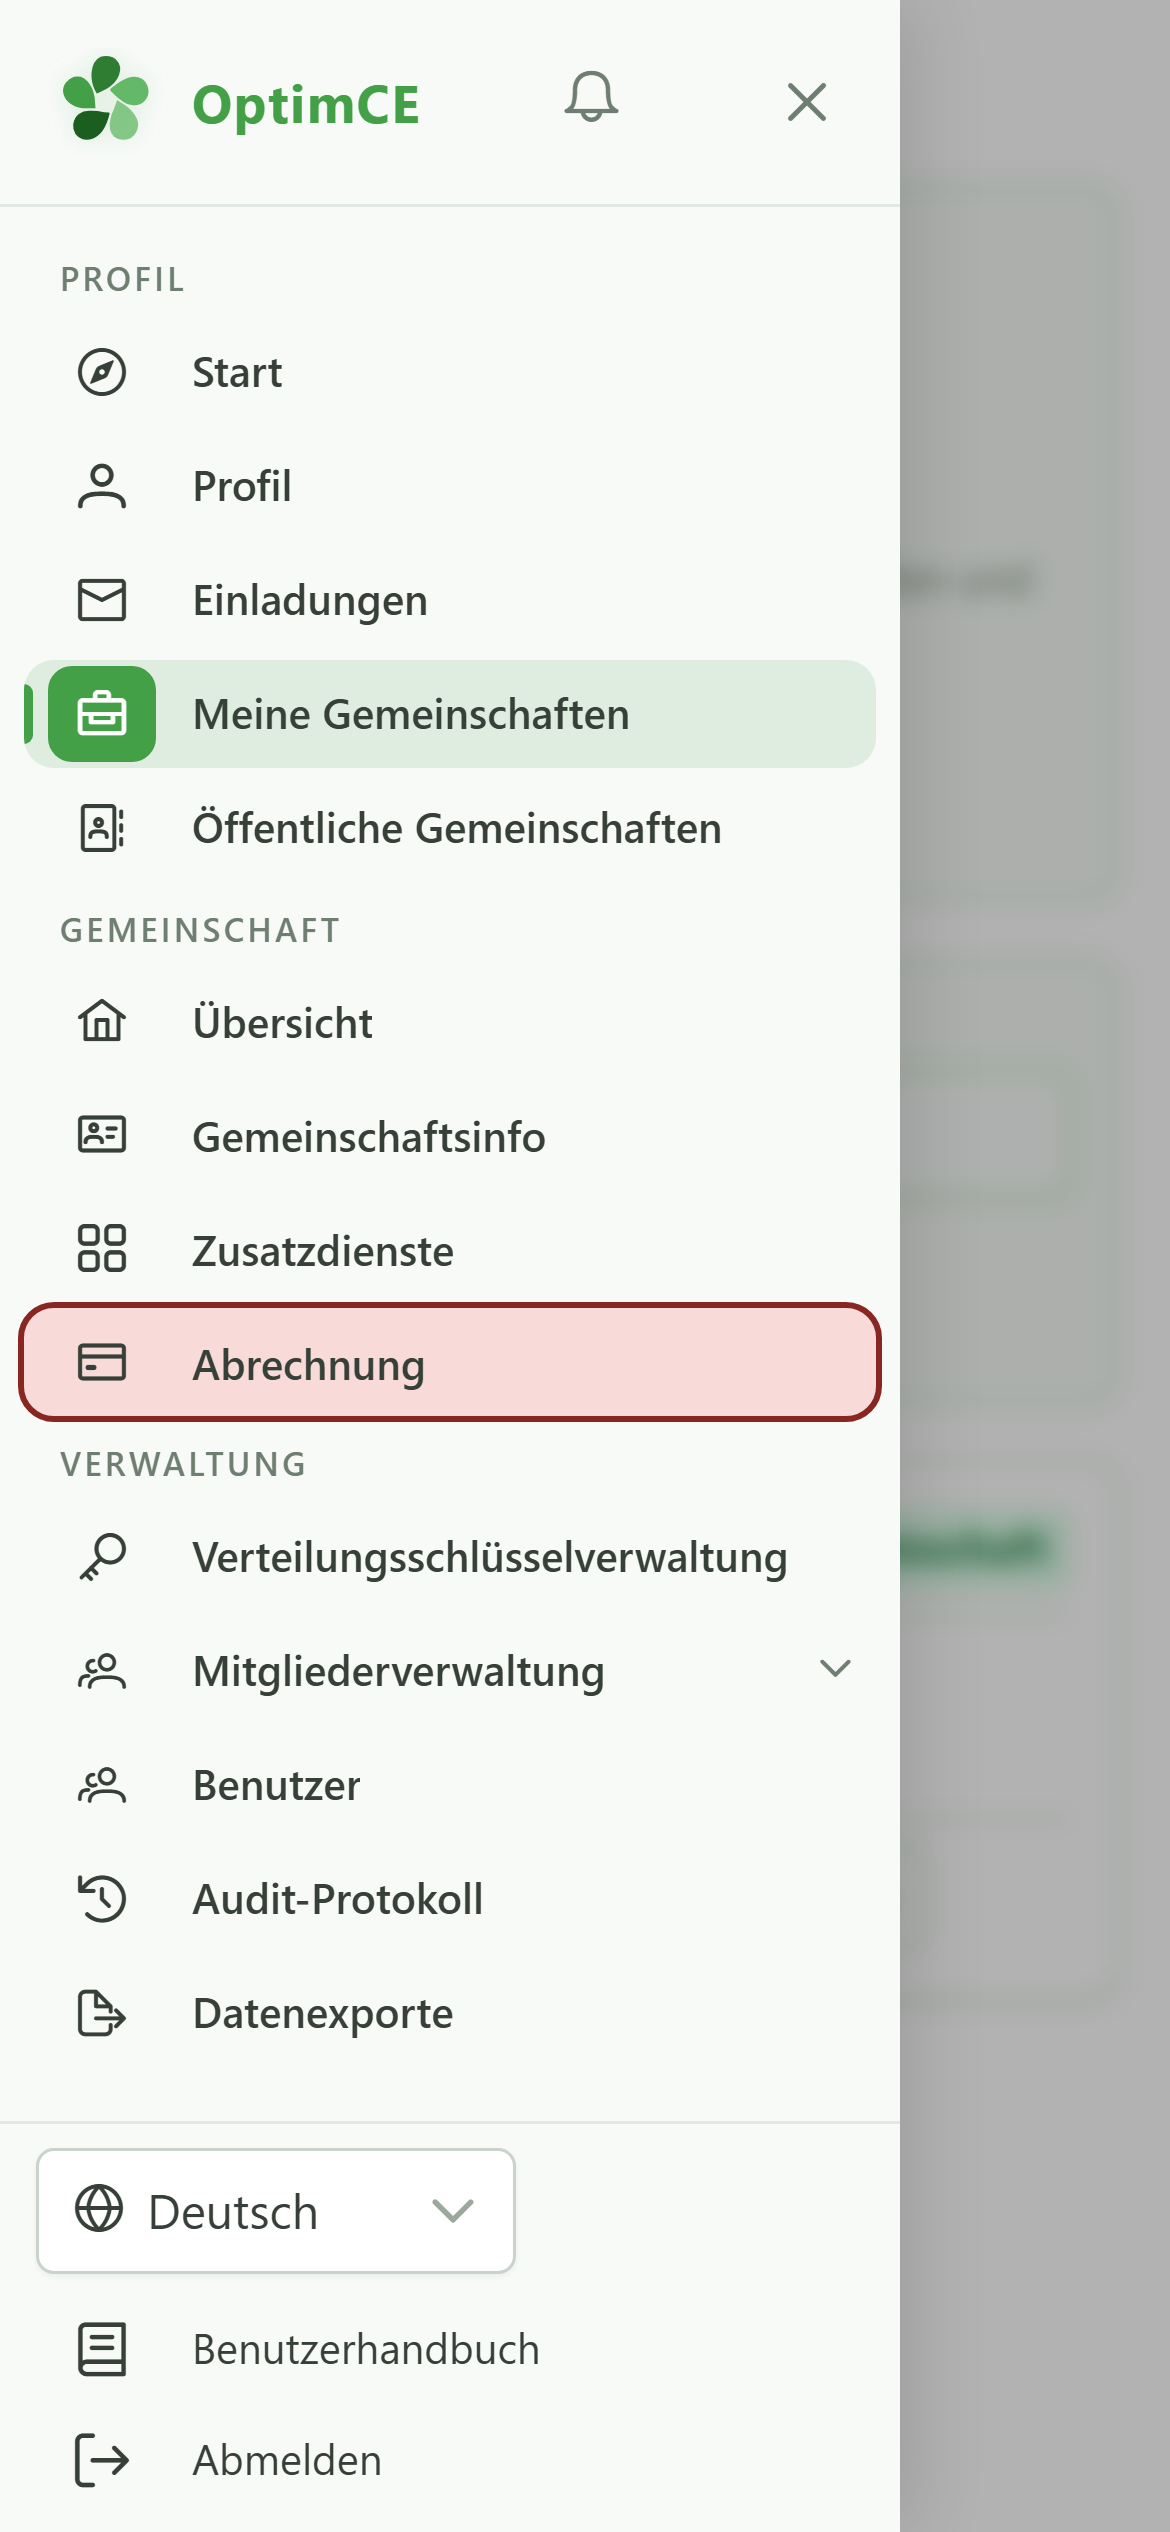 OptimCE
PROFIL
Start
Profil
Einladungen
Meine Gemeinschaften
Öffentliche Gemeinschaften
GEMEINSCHAFT
Übersicht
Gemeinschaftsinfo
Zusatzdienste
Abrechnung
VERWALTUNG
Verteilungsschlüsselverwaltung
Mitgliederverwaltung
Benutzer
Audit-Protokoll
Datenexporte
Deutsch
Benutzerhandbuch
Abmelden